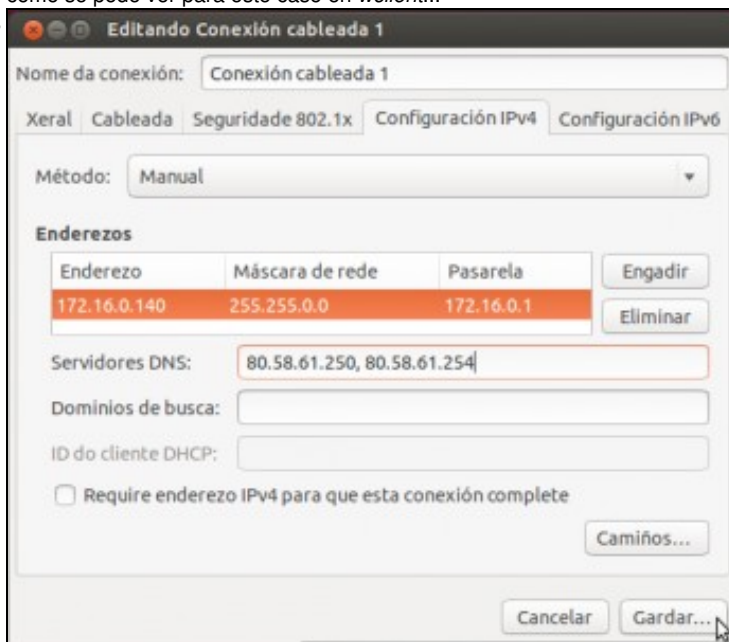 como se pode ver para este caso en
Editando Conexión cableada 1
Nome da conexión: Conexión cableada 1
Xeral Cableada Seguridade 802.1x Configuración IPv4 Configuración IPv6
Método: Manual
Enderezos
Enderezo Máscara de rede Pasarela Engadir
172.16.0.140 255.255.0.0 172.16.0.1 Eliminar
Servidores DNS: 80.58.61.250, 80.58.61.254
Dominios de busca:
ID do cliente DHCP:
Require enderezo IPv4 para que esta conexión complete
Camiños...
Cancelar Gardar...